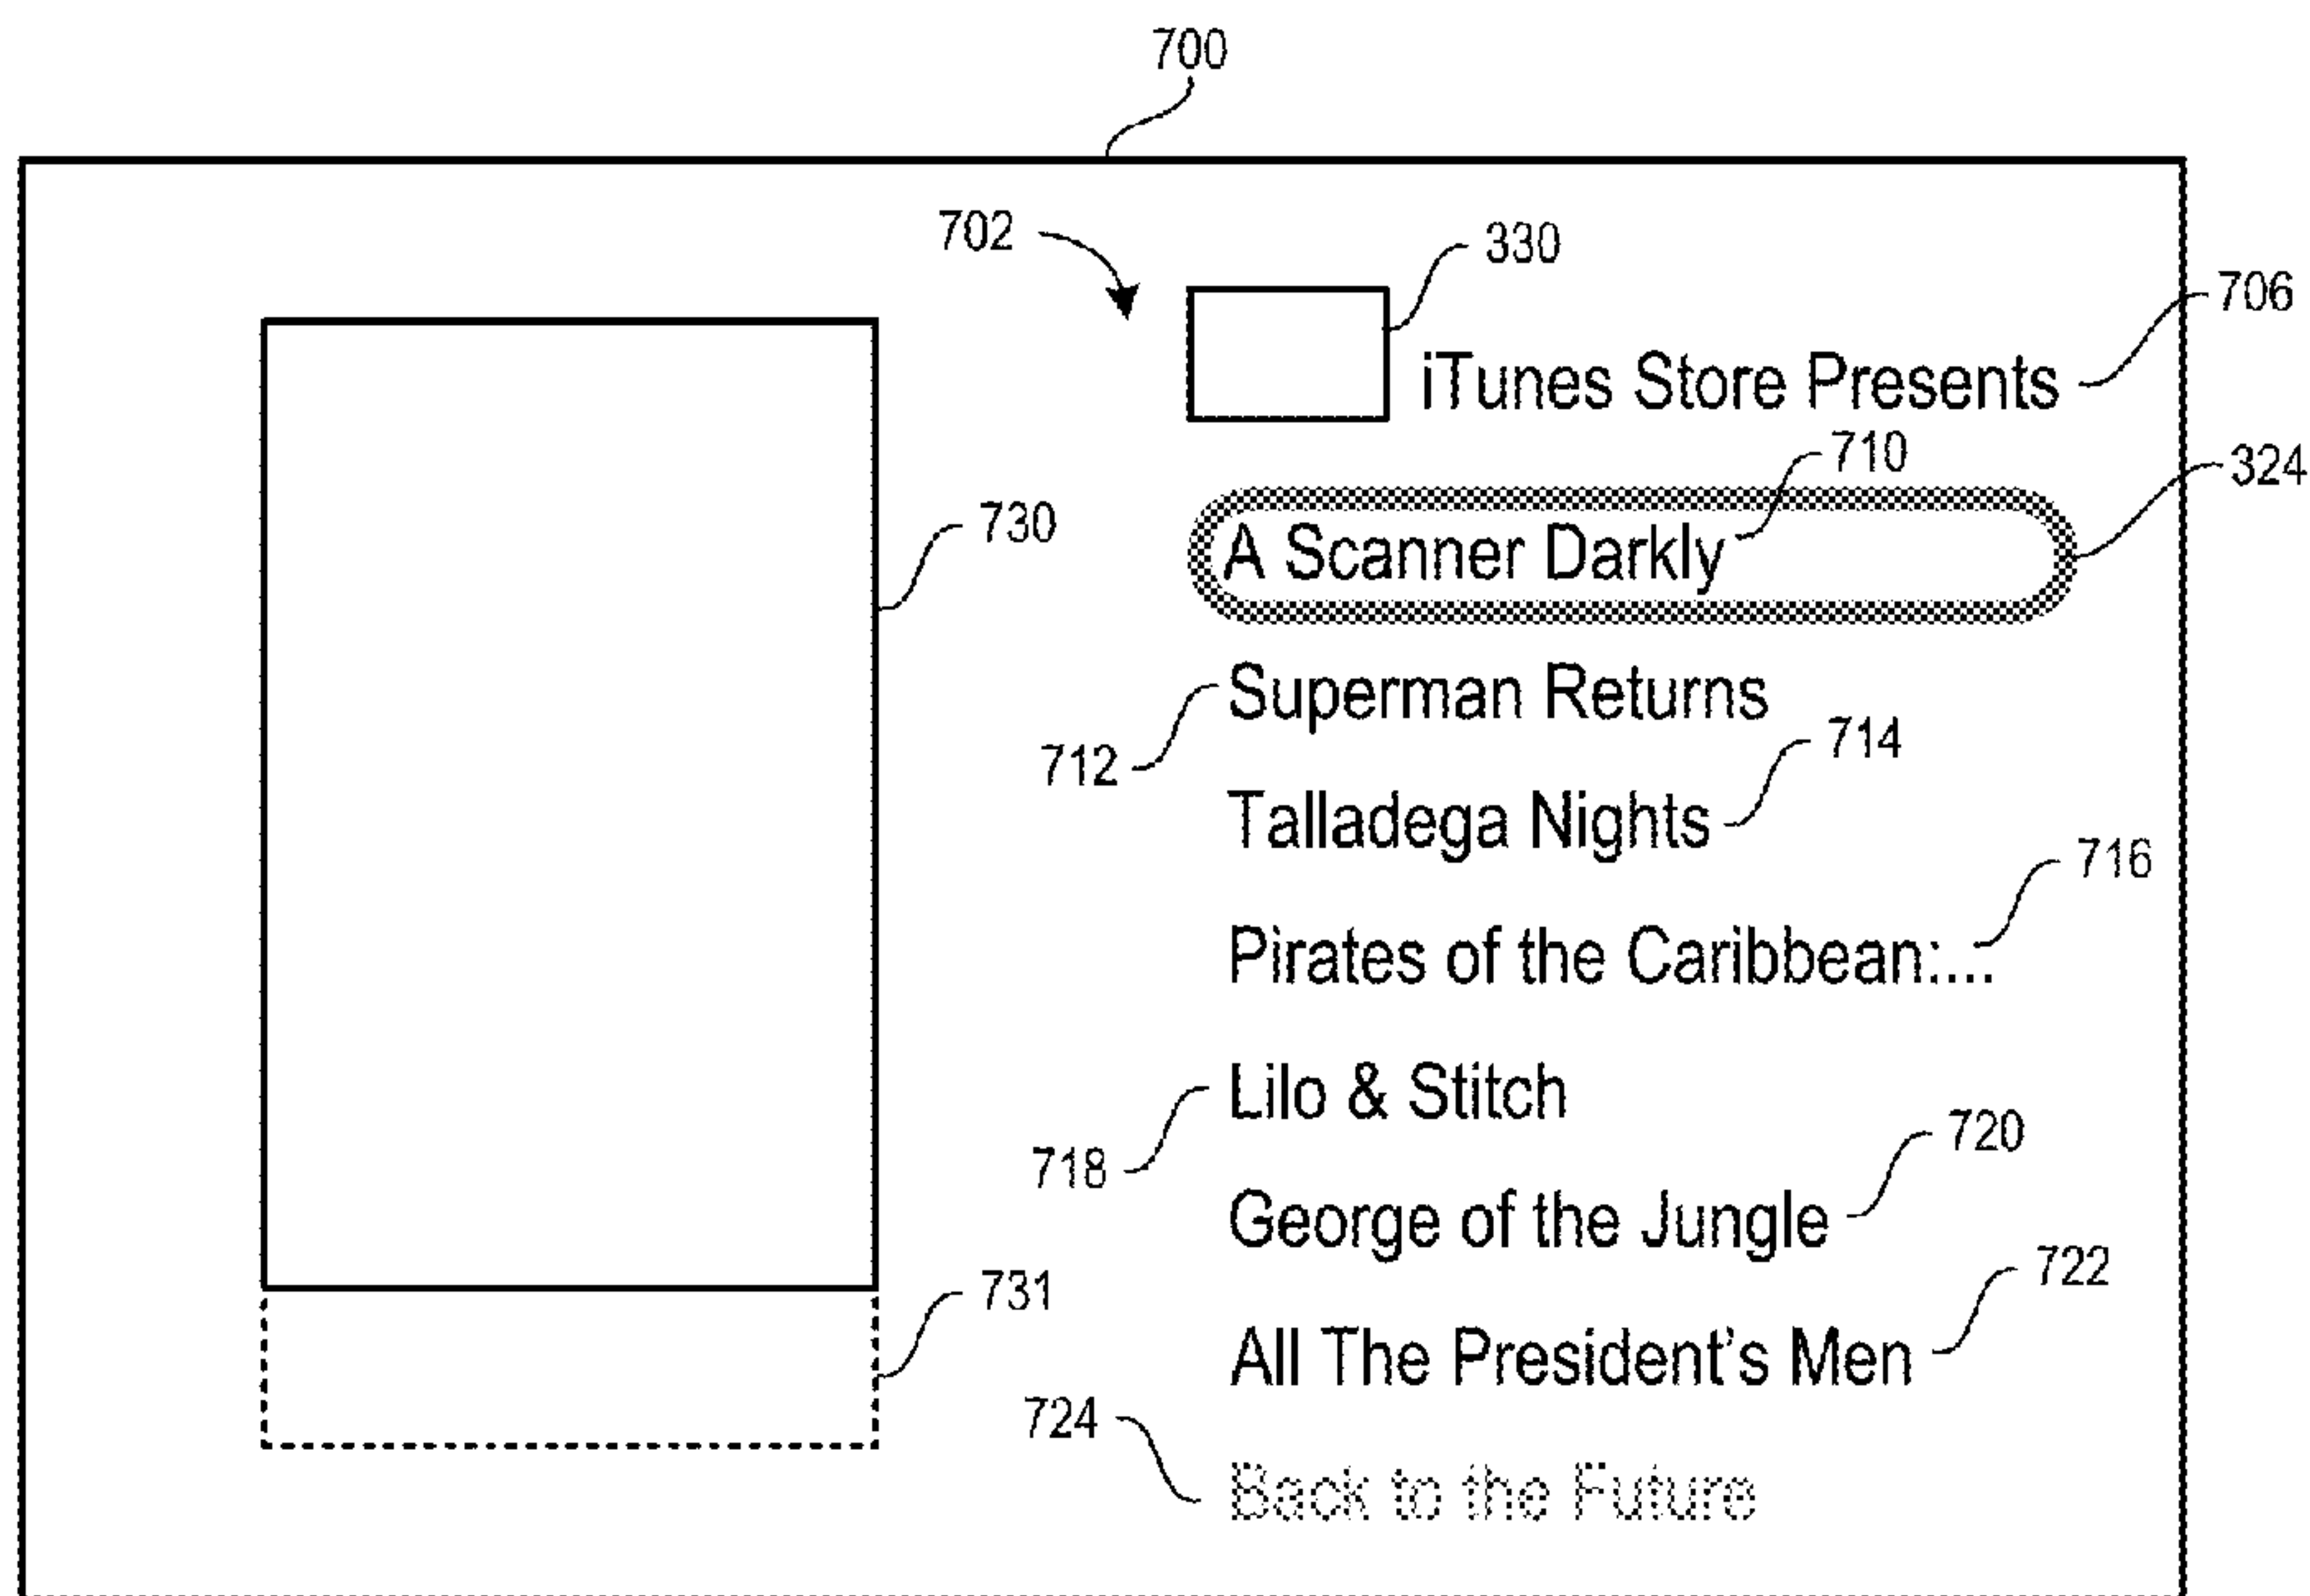 700
702
330
706
iTunes Store Presents
710
324
730
A Scanner Darkly
Superman Returns
712
714
Talladega Nights
716
Pirates of the Caribbean:...
Lilo & Stitch
718
720
George of the Jungle
722
731
All The President's Men
724
Back to the Future